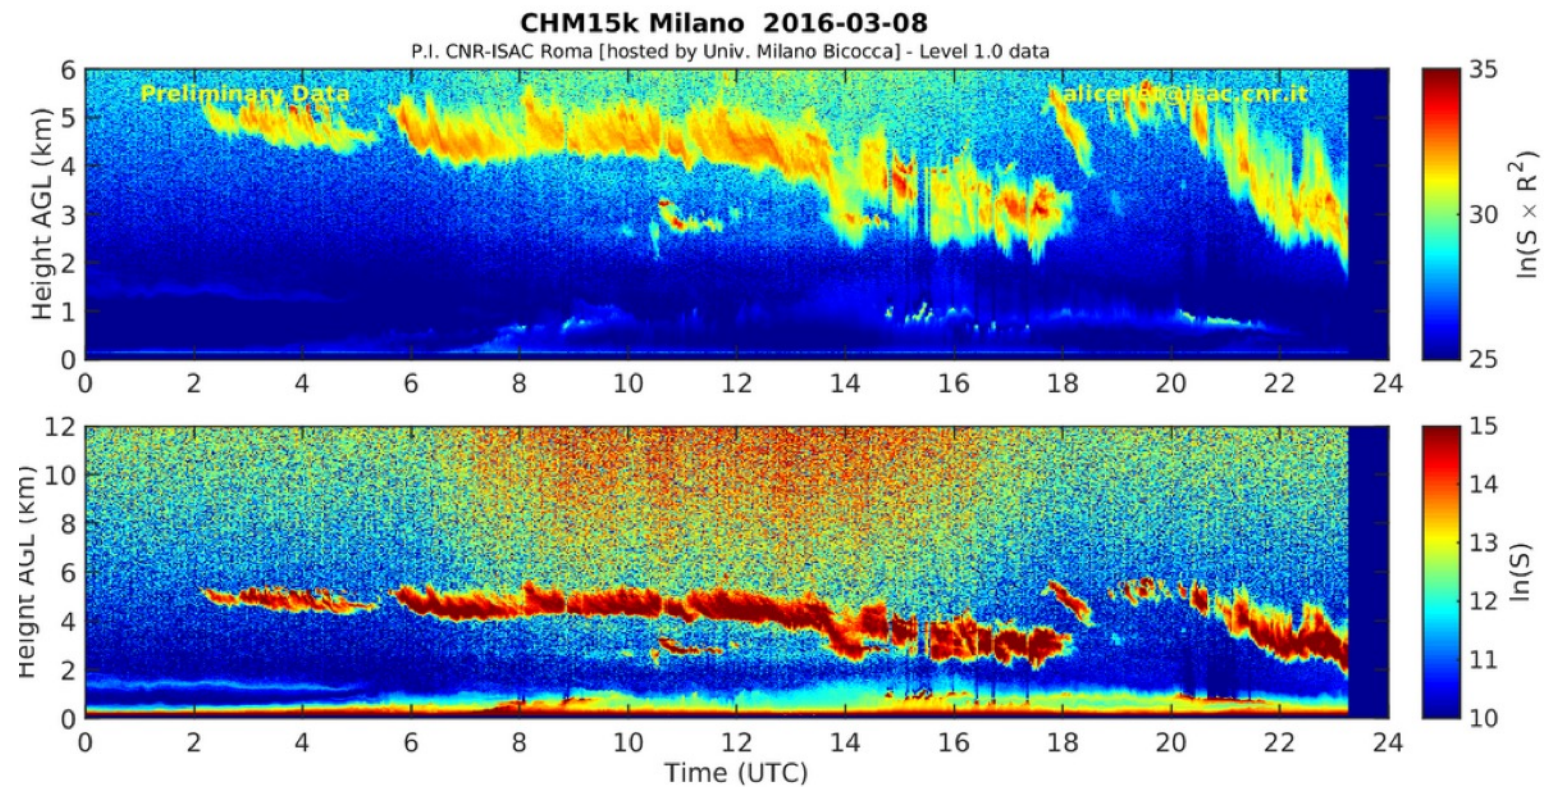 CHM15k Milano 2016-03-08
P.I. CNR-ISAC Roma [hosted by Univ. Milano Bicocca] - Level 1.0 data
Preliminary Data
alicenet@isac.cnr.it
Height AGL (km)
6
5
4
3
2
1
0
0 2 4 6 8 10 12 14 16 18 20 22 24
35
30
25
ln(S × R²)
Height AGL (km)
12
10
8
6
4
2
0
0 2 4 6 8 10 12 14 16 18 20 22 24
Time (UTC)
15
14
13
12
11
10
ln(S)